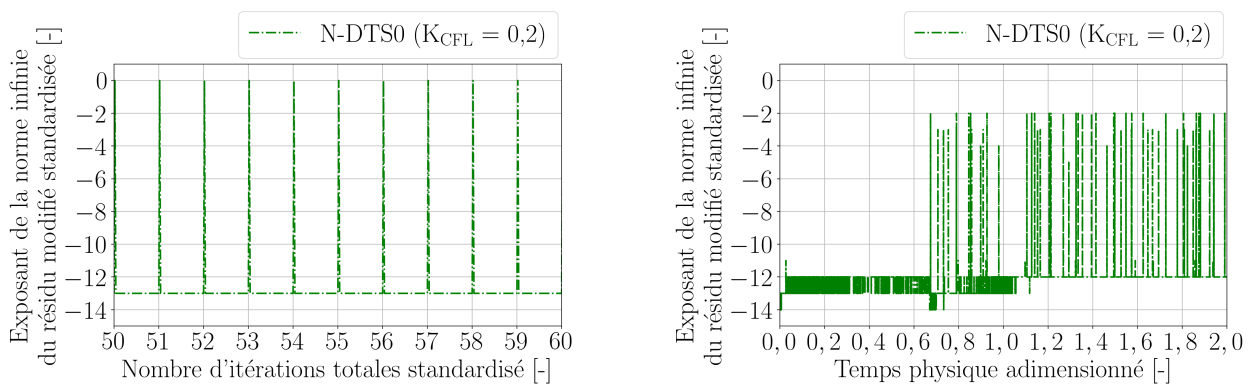 N-DTS0 (K_CFL = 0,2)
Exposant de la norme infinie
du résidu modifié standardisée [-]
0
−2
−4
−6
−8
−10
−12
−14
50 51 52 53 54 55 56 57 58 59 60
Nombre d'itérations totales standardisé [-]
N-DTS0 (K_CFL = 0,2)
Exposant de la norme infinie
du résidu modifié standardisée [-]
0
−2
−4
−6
−8
−10
−12
−14
0,0 0,2 0,4 0,6 0,8 1,0 1,2 1,4 1,6 1,8 2,0
Temps physique adimensionné [-]